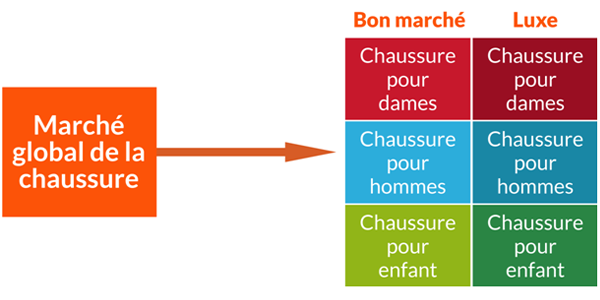 Bon marché
Luxe
Marché
global de la
chaussure
Chaussure
pour
dames
Chaussure
pour
dames
Chaussure
pour
hommes
Chaussure
pour
hommes
Chaussure
pour
enfant
Chaussure
pour
enfant